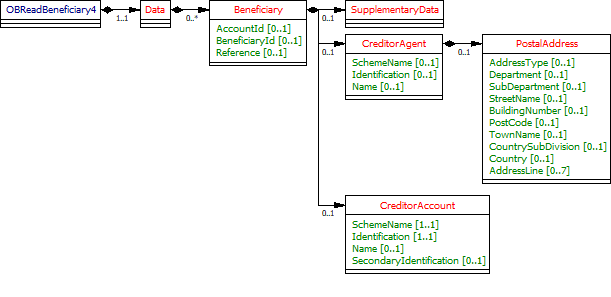 OBReadBeneficiary4
1..1
Data
0..*
Beneficiary
AccountId [0..1]
BeneficiaryId [0..1]
Reference [0..1]
0..1
SupplementaryData
0..1
CreditorAgent
SchemeName [0..1]
Identification [0..1]
Name [0..1]
0..1
PostalAddress
AddressType [0..1]
Department [0..1]
SubDepartment [0..1]
StreetName [0..1]
BuildingNumber [0..1]
PostCode [0..1]
TownName [0..1]
CountrySubDivision [0..1]
Country [0..1]
AddressLine [0..7]
0..1
CreditorAccount
SchemeName [1..1]
Identification [1..1]
Name [0..1]
SecondaryIdentification [0..1]